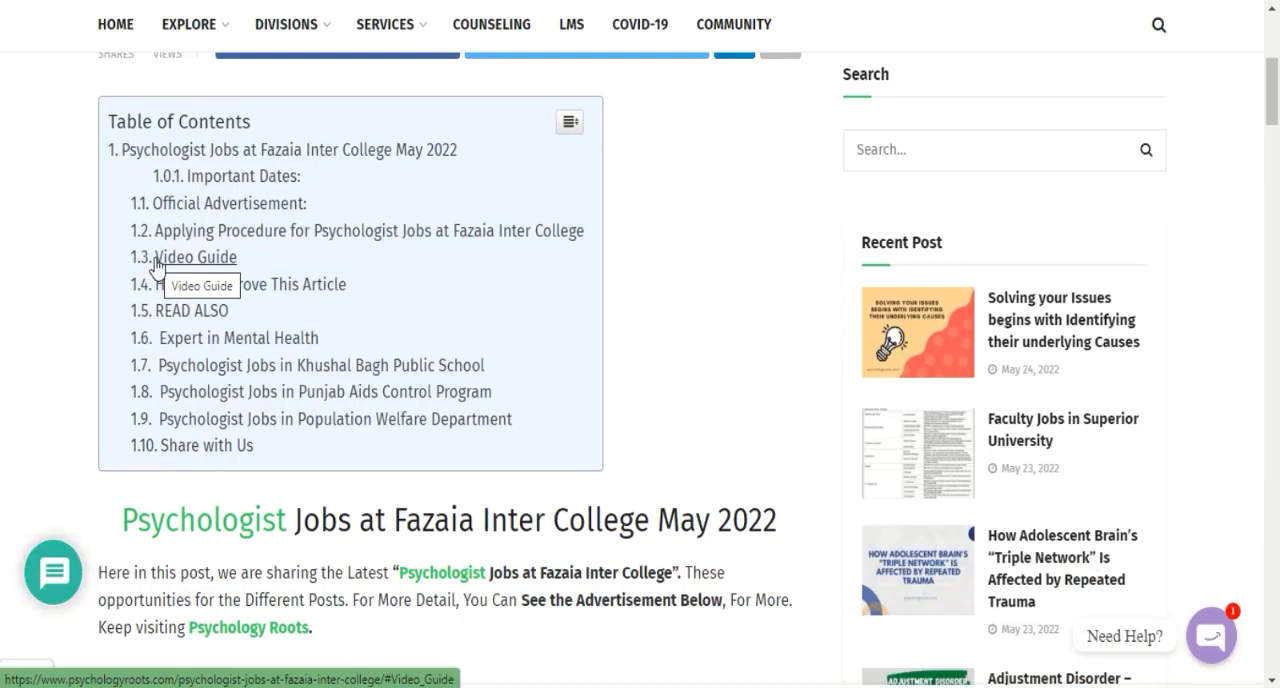 HOME EXPLORE DIVISIONS SERVICES COUNSELING LMS COVID-19 COMMUNITY
SHARES VIEWS
Table of Contents
1. Psychologist Jobs at Fazaia Inter College May 2022
1.0.1. Important Dates:
1.1. Official Advertisement:
1.2. Applying Procedure for Psychologist Jobs at Fazaia Inter College
1.3. Video Guide
Video Guide
1.4. This Article
1.5. READ ALSO
1.6. Expert in Mental Health
1.7. Psychologist Jobs in Khushal Bagh Public School
1.8. Psychologist Jobs in Punjab Aids Control Program
1.9. Psychologist Jobs in Population Welfare Department
1.10. Share with Us
Psychologist Jobs at Fazaia Inter College May 2022
Here in this post, we are sharing the Latest “Psychologist Jobs at Fazaia Inter College”. These
opportunities for the Different Posts. For More Detail, You Can See the Advertisement Below, For More.
Keep visiting Psychology Roots.
Search
Search...
Recent Post
SOLVING YOUR ISSUES
BEGINS WITH IDENTIFYING
THEIR UNDERLYING CAUSES
Solving your Issues
begins with Identifying
their underlying Causes
May 24, 2022
Faculty Jobs in Superior
University
May 23, 2022
HOW ADOLESCENT BRAIN'S
"TRIPLE NETWORK" IS
AFFECTED BY REPEATED
TRAUMA
How Adolescent Brain’s
“Triple Network” Is
Affected by Repeated
Trauma
May 23, 2022
ADJUSTMENT DISORDER
Adjustment Disorder –
Need Help?
1
https://www.psychologyroots.com/psychologist-jobs-at-fazaia-inter-college/#Video_Guide